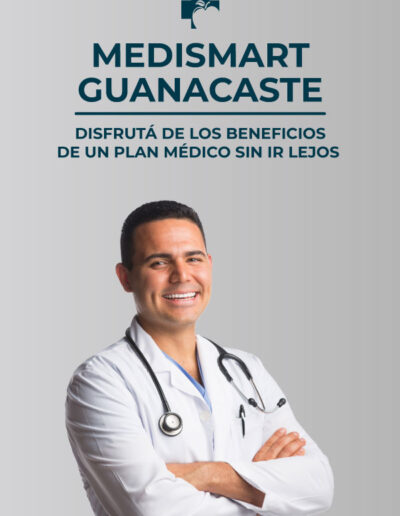 MEDISMART
GUANACASTE
DISFRUTÁ DE LOS BENEFICIOS
DE UN PLAN MÉDICO SIN IR LEJOS